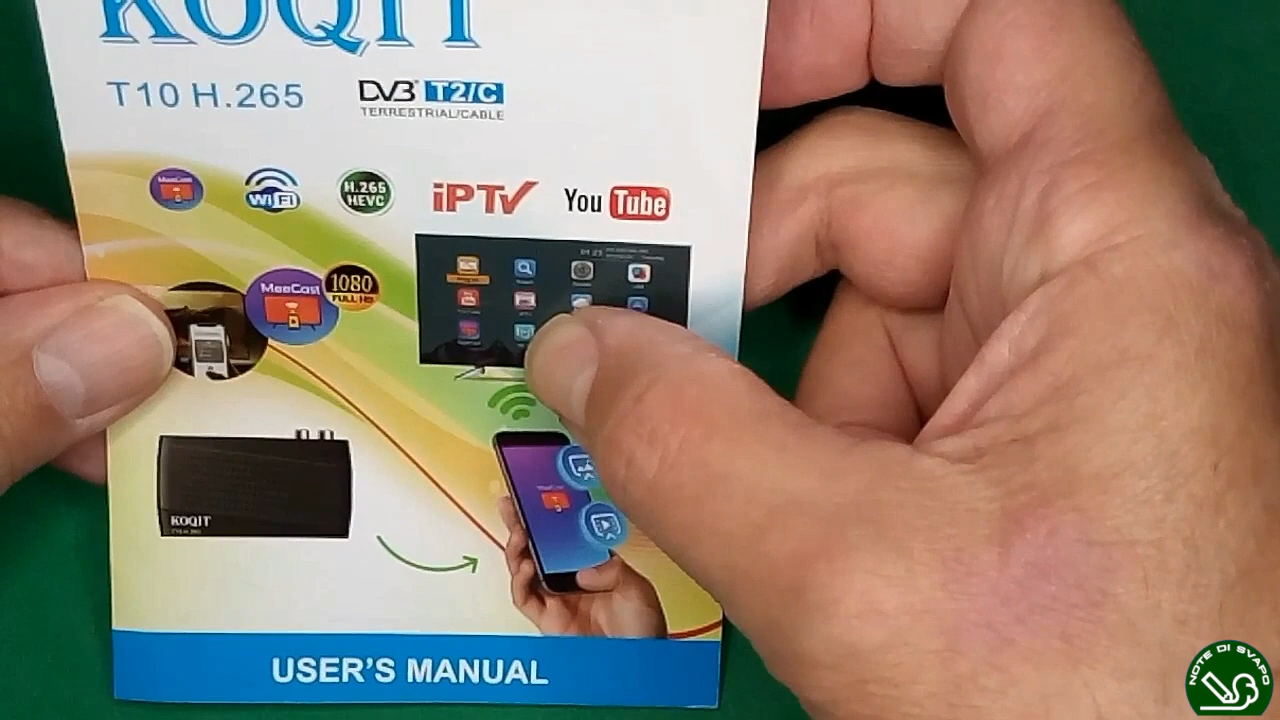 KOQIT
T10 H.265
DVB T2/C
TERRESTRIAL/CABLE
MeeCast
WiFi
H.265
HEVC
iPTV
YouTube
MeeCast
1080
FULL HD
KOQIT
MeeCast
USER'S MANUAL
NOTE DI SVAPO